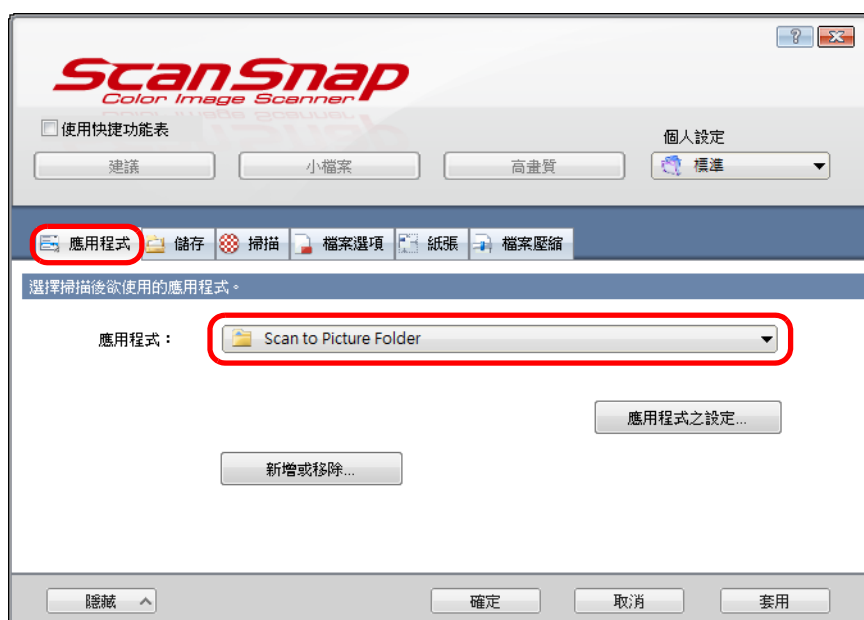 ScanSnap
Color Image Scanner
使用快捷功能表
個人設定
建議 小檔案 高畫質 標準
應用程式 儲存 掃描 檔案選項 紙張 檔案壓縮
選擇掃描後欲使用的應用程式。
應用程式： Scan to Picture Folder
應用程式之設定...
新增或移除...
隱藏 確定 取消 套用